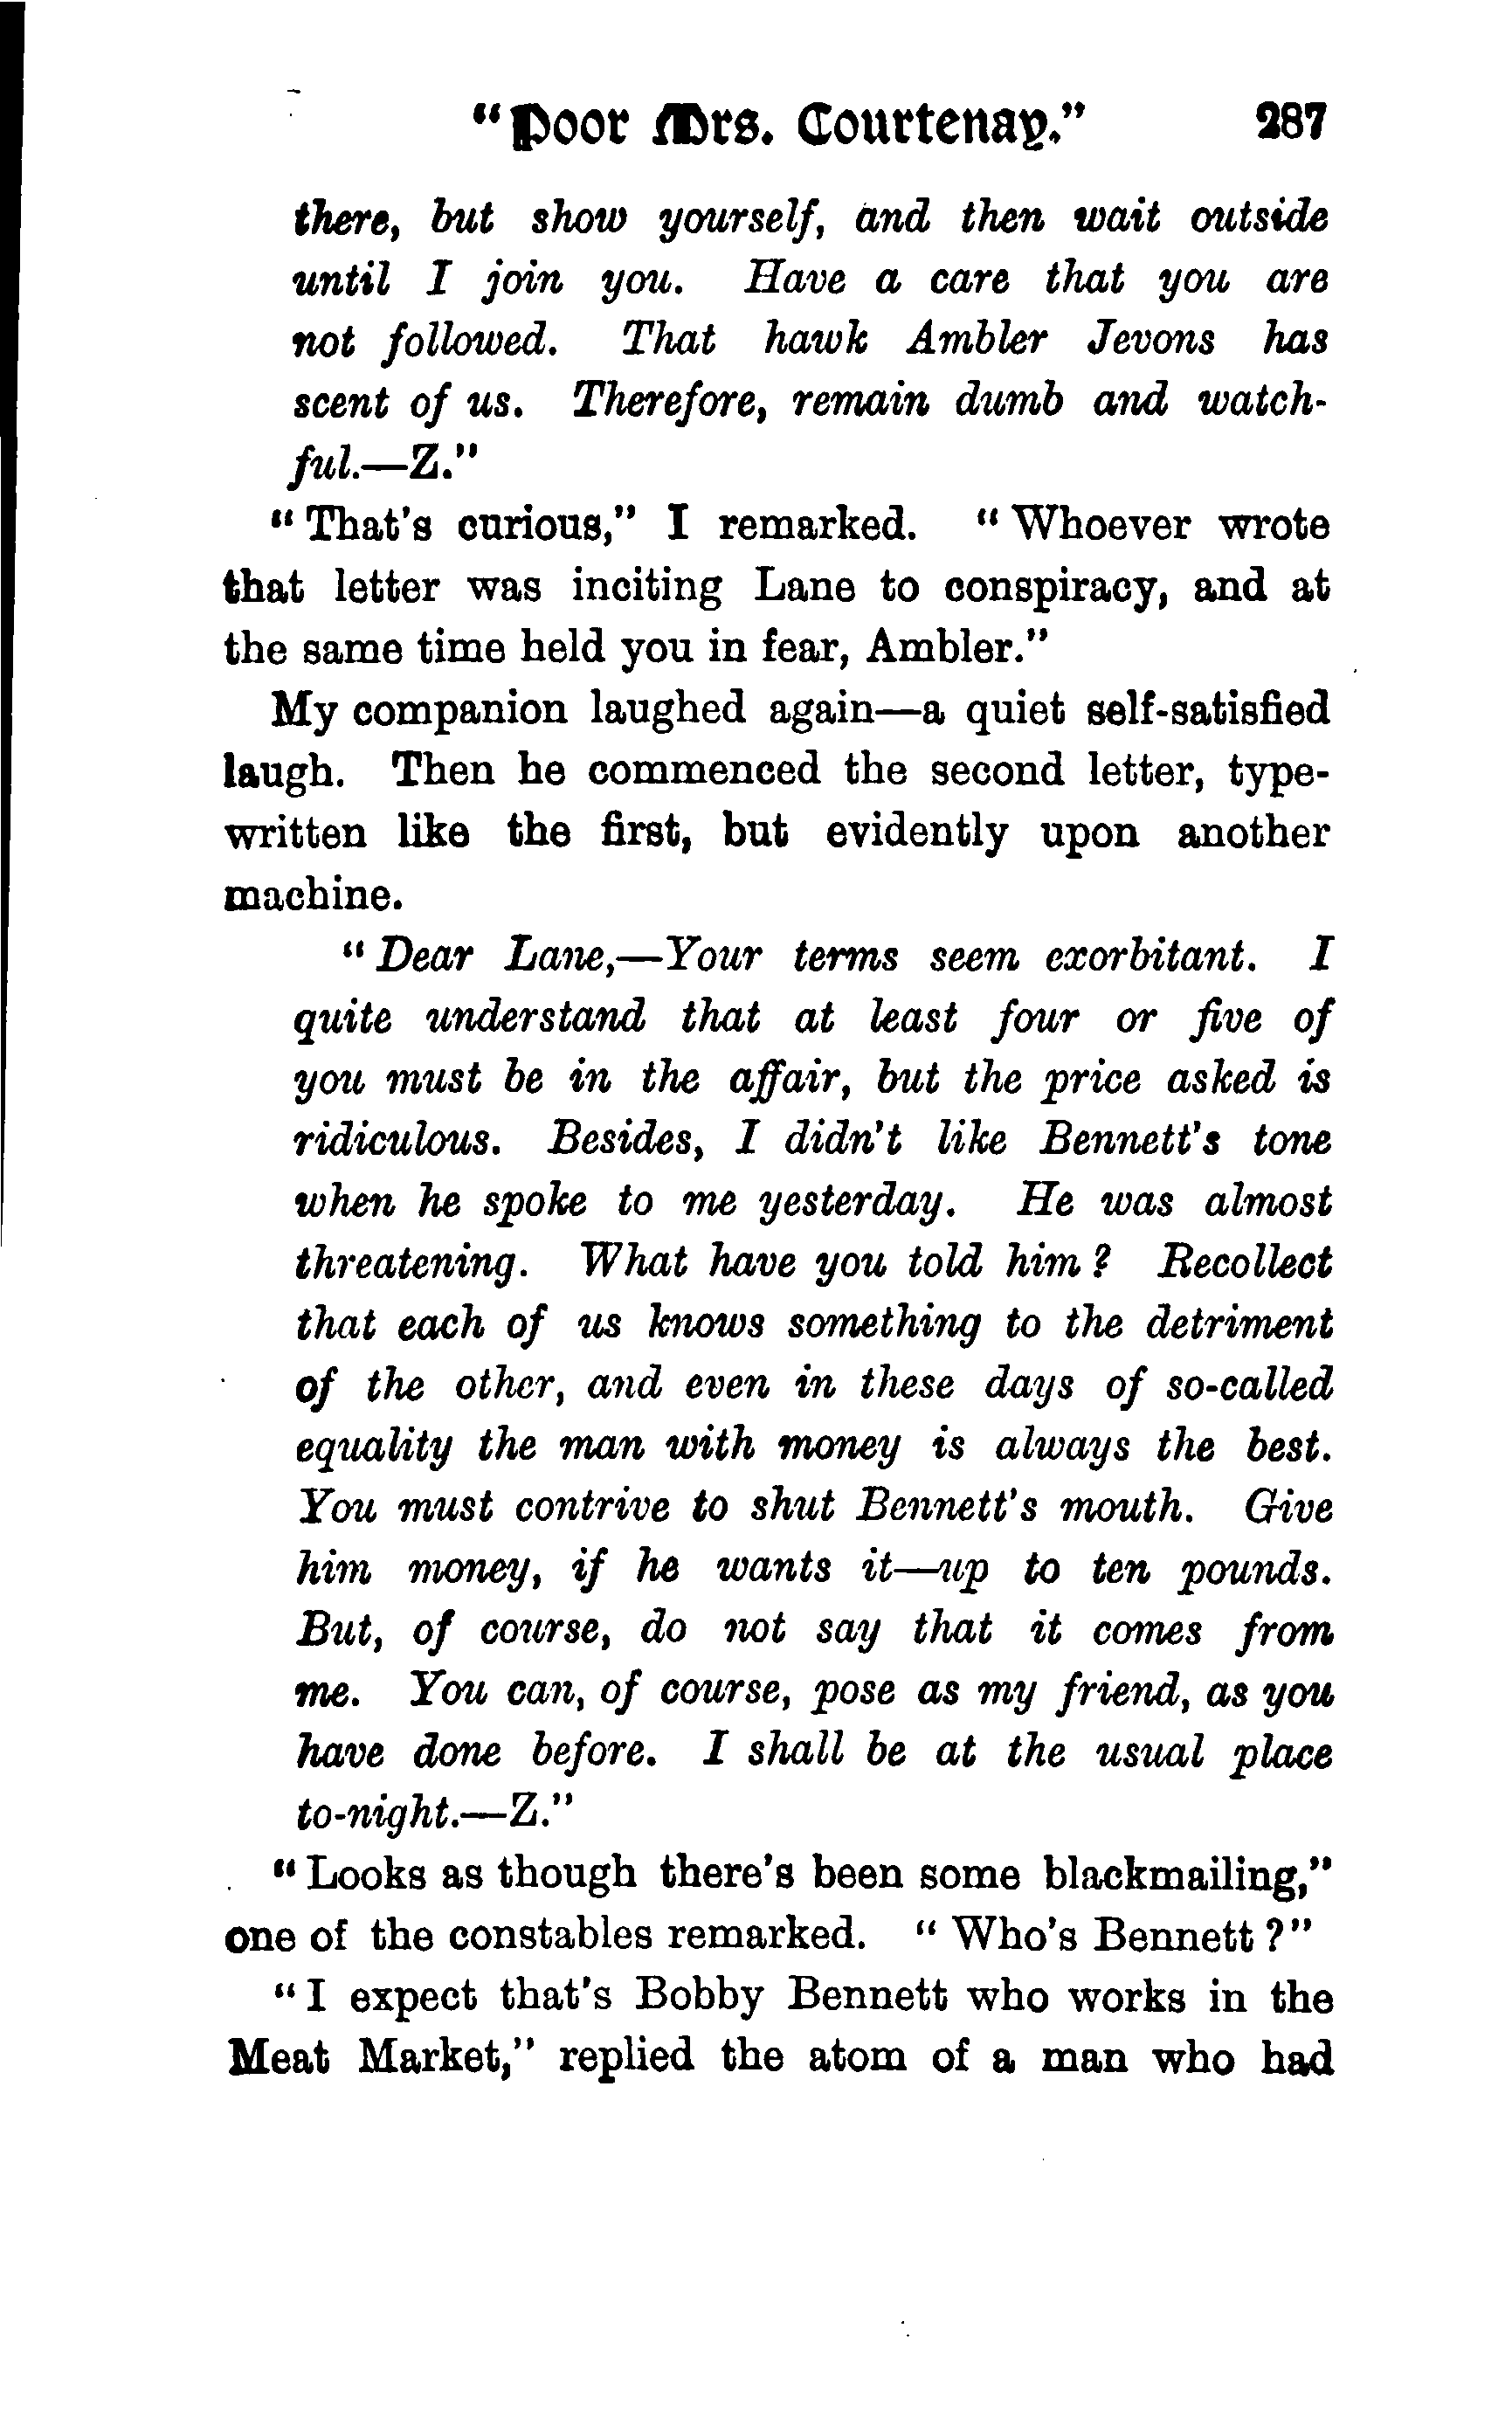 "Poor Mrs. Courtenay." 287
there, but show yourself, and then wait outside
until I join you. Have a care that you are
not followed. That hawk Ambler Jevons has
scent of us. Therefore, remain dumb and watch-
ful.—Z."
"That's curious," I remarked. "Whoever wrote
that letter was inciting Lane to conspiracy, and at
the same time held you in fear, Ambler."
My companion laughed again—a quiet self-satisfied
laugh. Then he commenced the second letter, type-
written like the first, but evidently upon another
machine.
"Dear Lane,—Your terms seem exorbitant. I
quite understand that at least four or five of
you must be in the affair, but the price asked is
ridiculous. Besides, I didn't like Bennett's tone
when he spoke to me yesterday. He was almost
threatening. What have you told him? Recollect
that each of us knows something to the detriment
of the other, and even in these days of so-called
equality the man with money is always the best.
You must contrive to shut Bennett's mouth. Give
him money, if he wants it—up to ten pounds.
But, of course, do not say that it comes from
me. You can, of course, pose as my friend, as you
have done before. I shall be at the usual place
to-night.—Z."
"Looks as though there's been some blackmailing,"
one of the constables remarked. "Who's Bennett?"
"I expect that's Bobby Bennett who works in the
Meat Market," replied the atom of a man who had